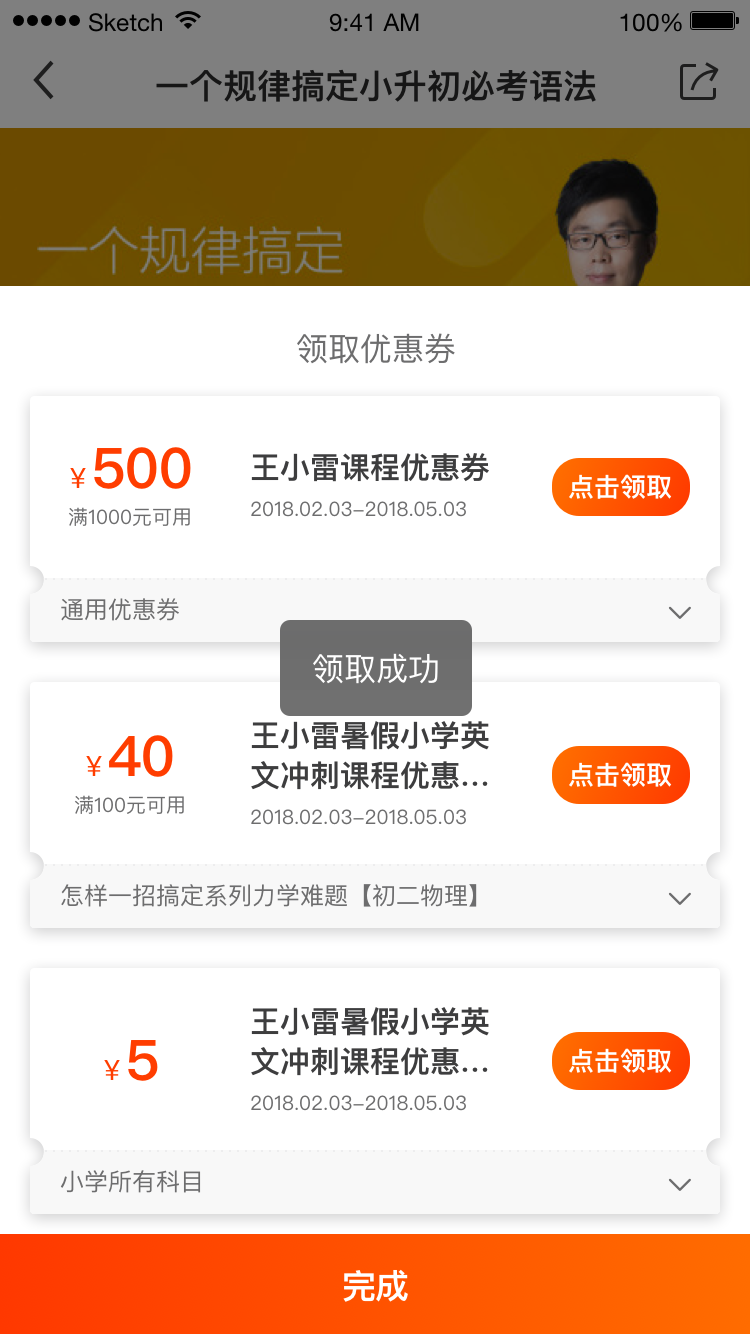 Sketch 9:41 AM 100%
一个规律搞定小升初必考语法
一个规律搞定
领取优惠券
¥500
满1000元可用
王小雷课程优惠券
2018.02.03–2018.05.03
点击领取
通用优惠券
领取成功
¥40
满100元可用
王小雷暑假小学英
文冲刺课程优惠...
2018.02.03–2018.05.03
点击领取
怎样一招搞定系列力学难题【初二物理】
¥5
王小雷暑假小学英
文冲刺课程优惠...
2018.02.03–2018.05.03
点击领取
小学所有科目
完成